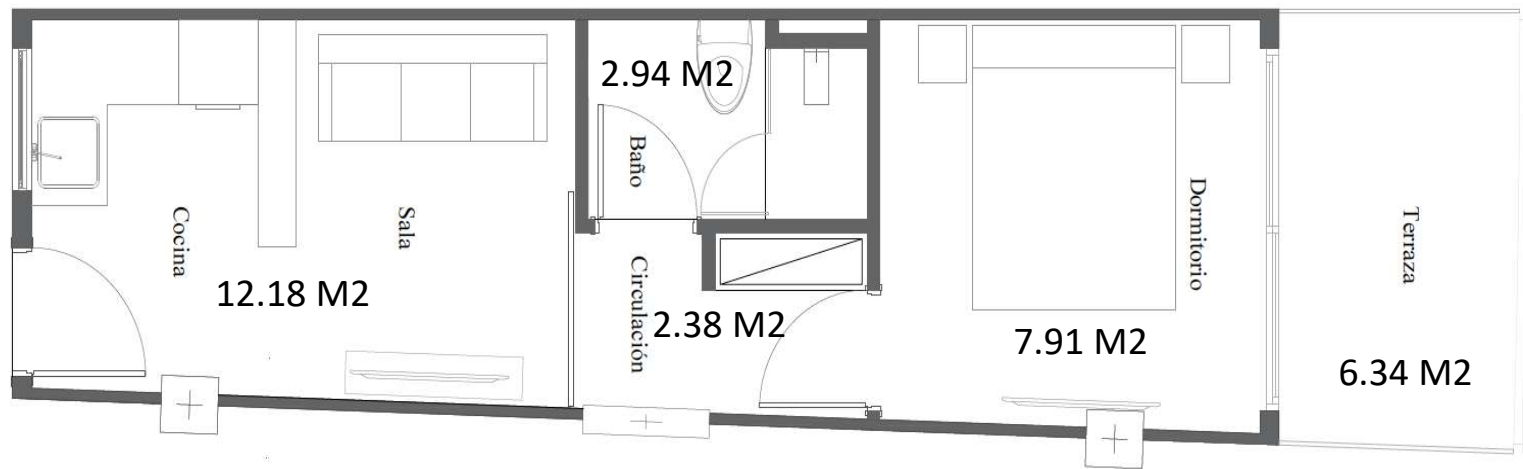 Cocina
Sala
12.18 M2
2.94 M2
Baño
Circulación
2.38 M2
Dormitorio
7.91 M2
Terraza
6.34 M2